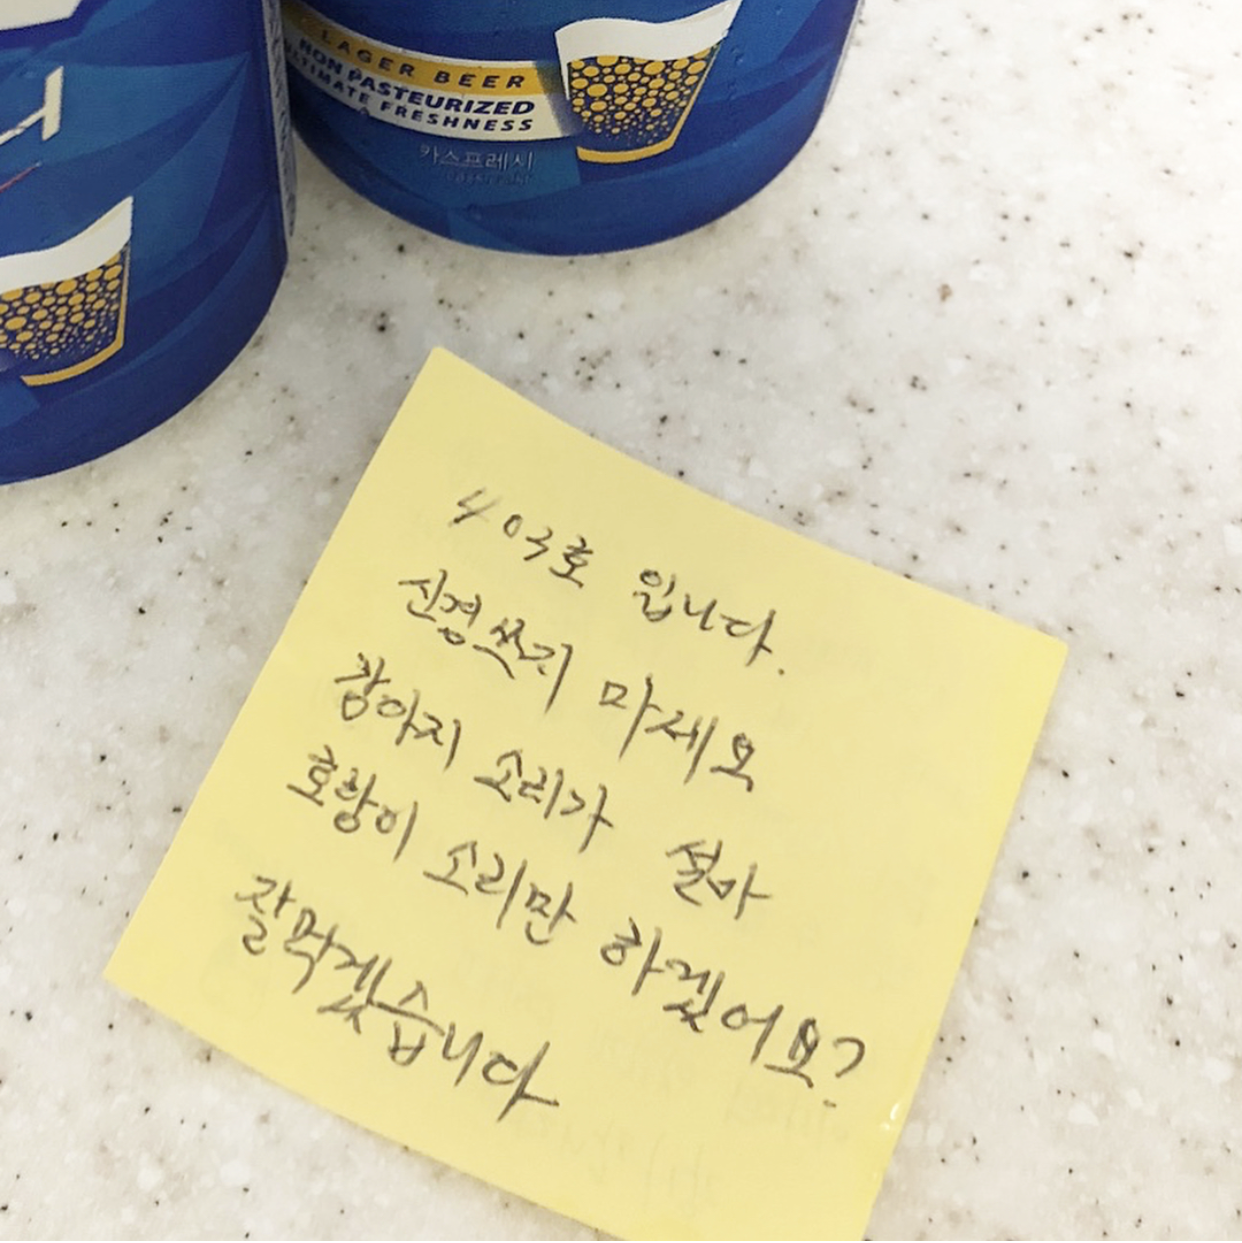 LAGER BEER
NON PASTEURIZED
ULTIMATE FRESHNESS
카스프레시
403호 입니다.
신경쓰지 마세요
강아지 소리가 설마
호랑이 소리만 하겠어요?
잘먹겠습니다